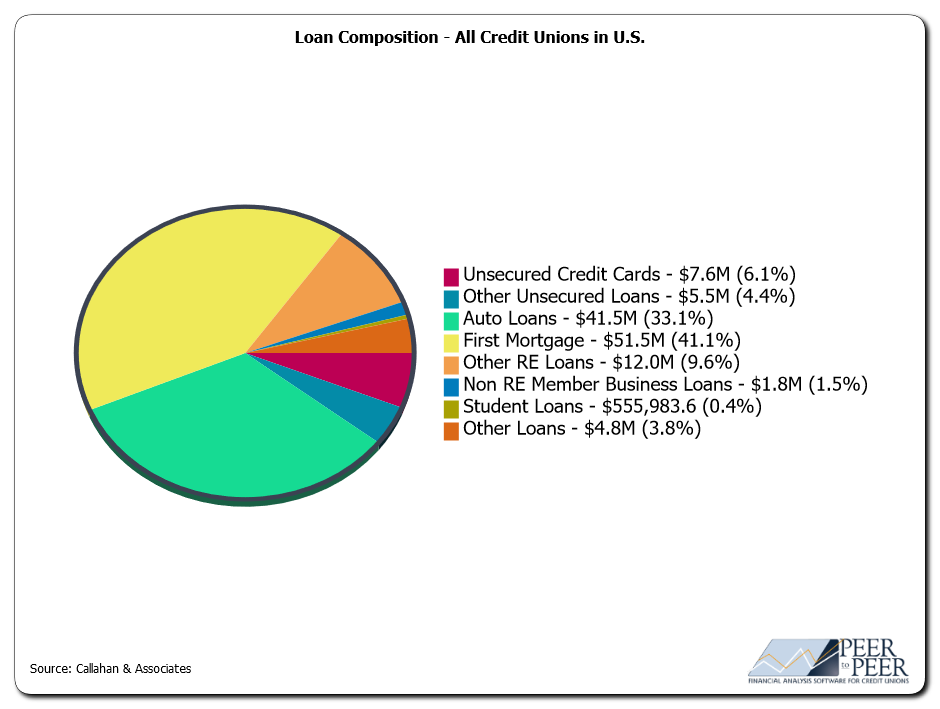 Loan Composition - All Credit Unions in U.S.
Unsecured Credit Cards - $7.6M (6.1%)
Other Unsecured Loans - $5.5M (4.4%)
Auto Loans - $41.5M (33.1%)
First Mortgage - $51.5M (41.1%)
Other RE Loans - $12.0M (9.6%)
Non RE Member Business Loans - $1.8M (1.5%)
Student Loans - $555,983.6 (0.4%)
Other Loans - $4.8M (3.8%)
Source: Callahan & Associates
PEER
to PEER
FINANCIAL ANALYSIS SOFTWARE FOR CREDIT UNIONS